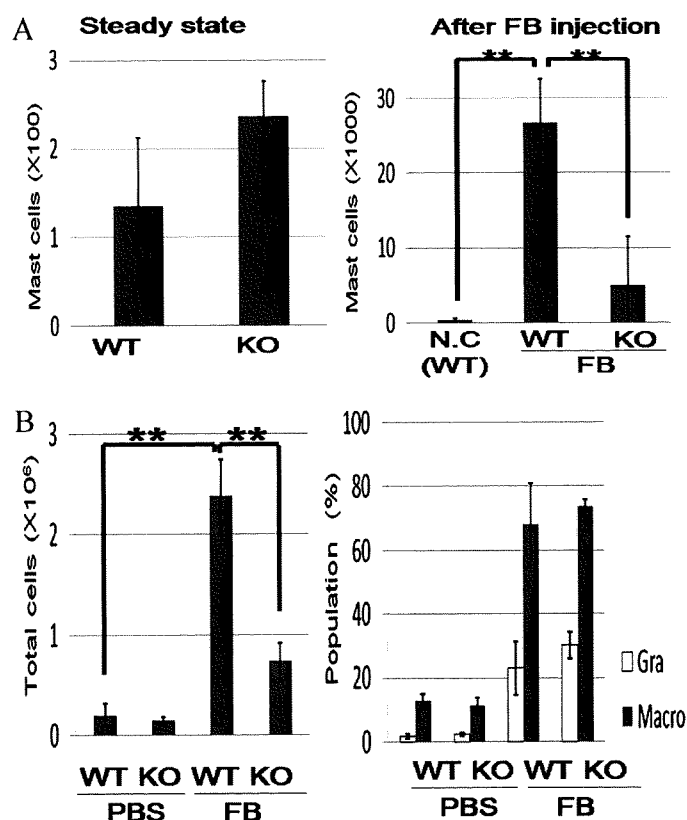 A
Steady state
After FB injection
Mast cells (X100)
3
2
1
0
WT KO
Mast cells (X1000)
30
20
10
0
** **
N.C WT KO
(WT) FB
B
Total cells (X10⁶)
3
2
1
0
** **
WT KO WT KO
PBS FB
Population (%)
100
80
60
40
20
0
Gra
Macro
WT KO WT KO
PBS FB